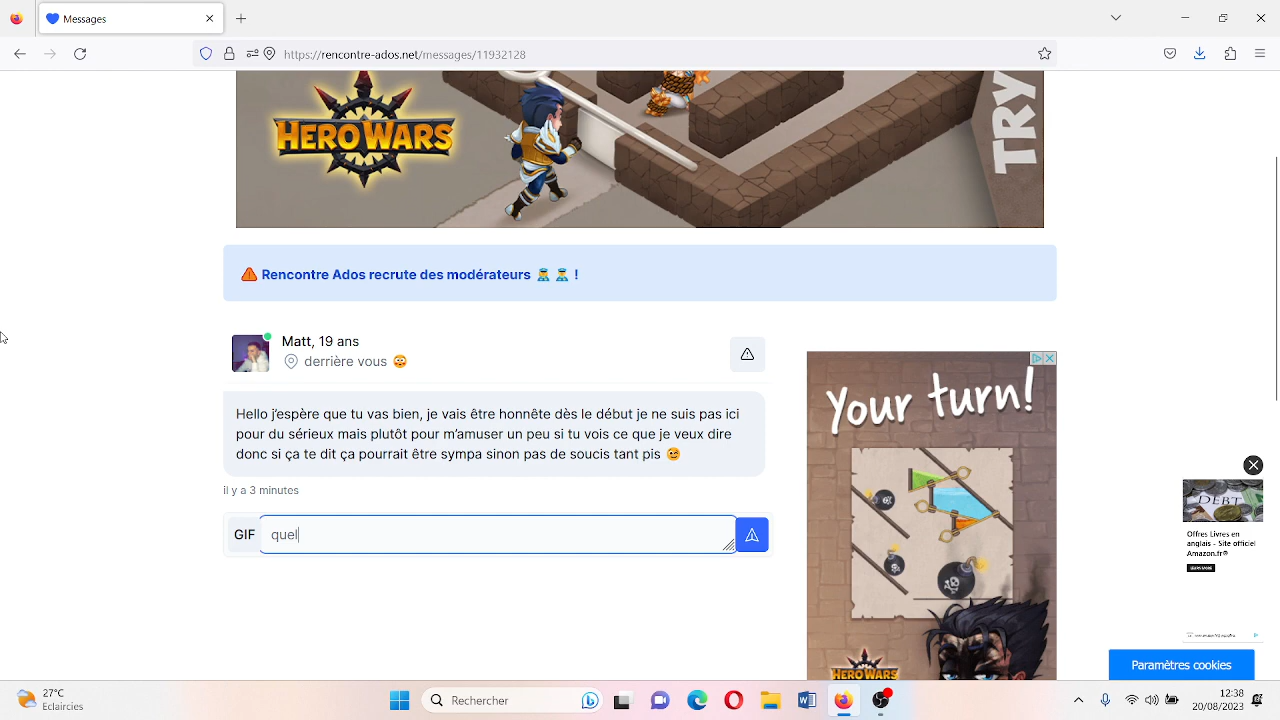 Messages
https://rencontre-ados.net/messages/11932128
HERO WARS
TRY
Rencontre Ados recrute des modérateurs !
Matt, 19 ans
derrière vous
Hello j'espère que tu vas bien, je vais être honnête dès le début je ne suis pas ici
pour du sérieux mais plutôt pour m'amuser un peu si tu vois ce que je veux dire
donc si ça te dit ça pourrait être sympa sinon pas de soucis tant pis
il y a 3 minutes
GIF
quel
Your turn!
HERO WARS
DEBT
Offres Livres en
anglais - Site officiel
Amazon.fr®
LEARN MORE
Paramètres cookies
27°C
Eclaircies
Rechercher
12:38
20/08/2023